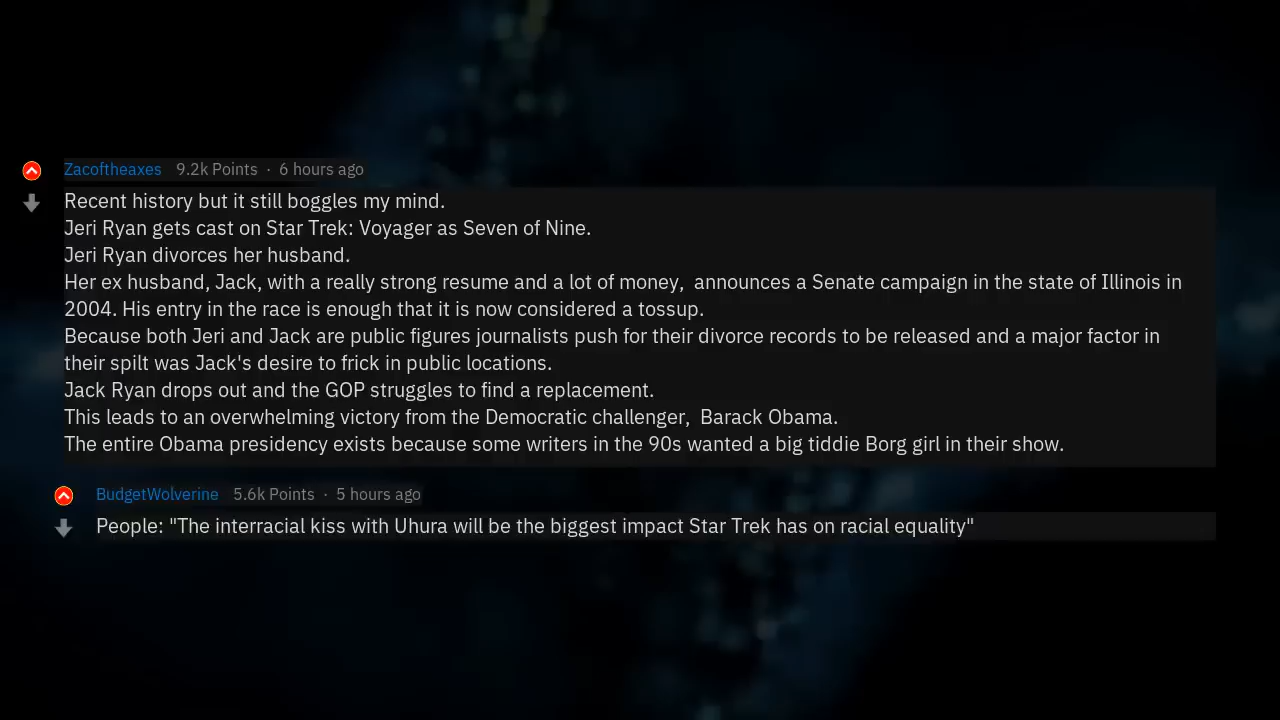 Zacoftheaxes 9.2k Points · 6 hours ago
Recent history but it still boggles my mind.
Jeri Ryan gets cast on Star Trek: Voyager as Seven of Nine.
Jeri Ryan divorces her husband.
Her ex husband, Jack, with a really strong resume and a lot of money,  announces a Senate campaign in the state of Illinois in
2004. His entry in the race is enough that it is now considered a tossup.
Because both Jeri and Jack are public figures journalists push for their divorce records to be released and a major factor in
their spilt was Jack's desire to frick in public locations.
Jack Ryan drops out and the GOP struggles to find a replacement.
This leads to an overwhelming victory from the Democratic challenger,  Barack Obama.
The entire Obama presidency exists because some writers in the 90s wanted a big tiddie Borg girl in their show.
BudgetWolverine 5.6k Points · 5 hours ago
People: "The interracial kiss with Uhura will be the biggest impact Star Trek has on racial equality"